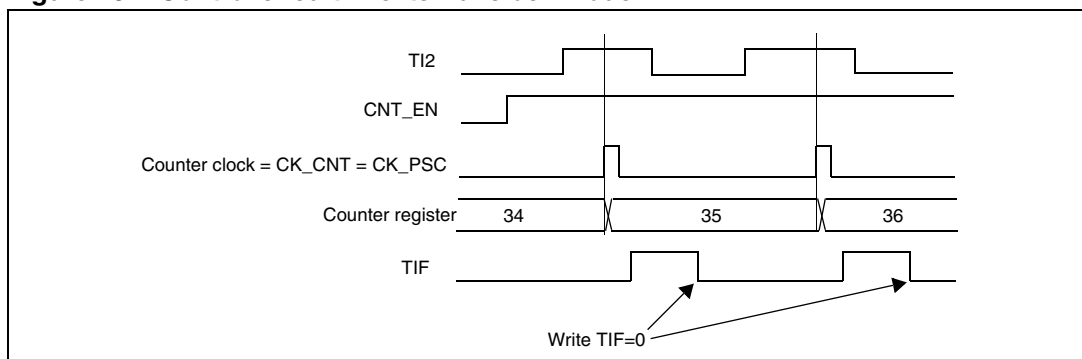 TI2
CNT_EN
Counter clock = CK_CNT = CK_PSC
Counter register 34 35 36
TIF
Write TIF=0